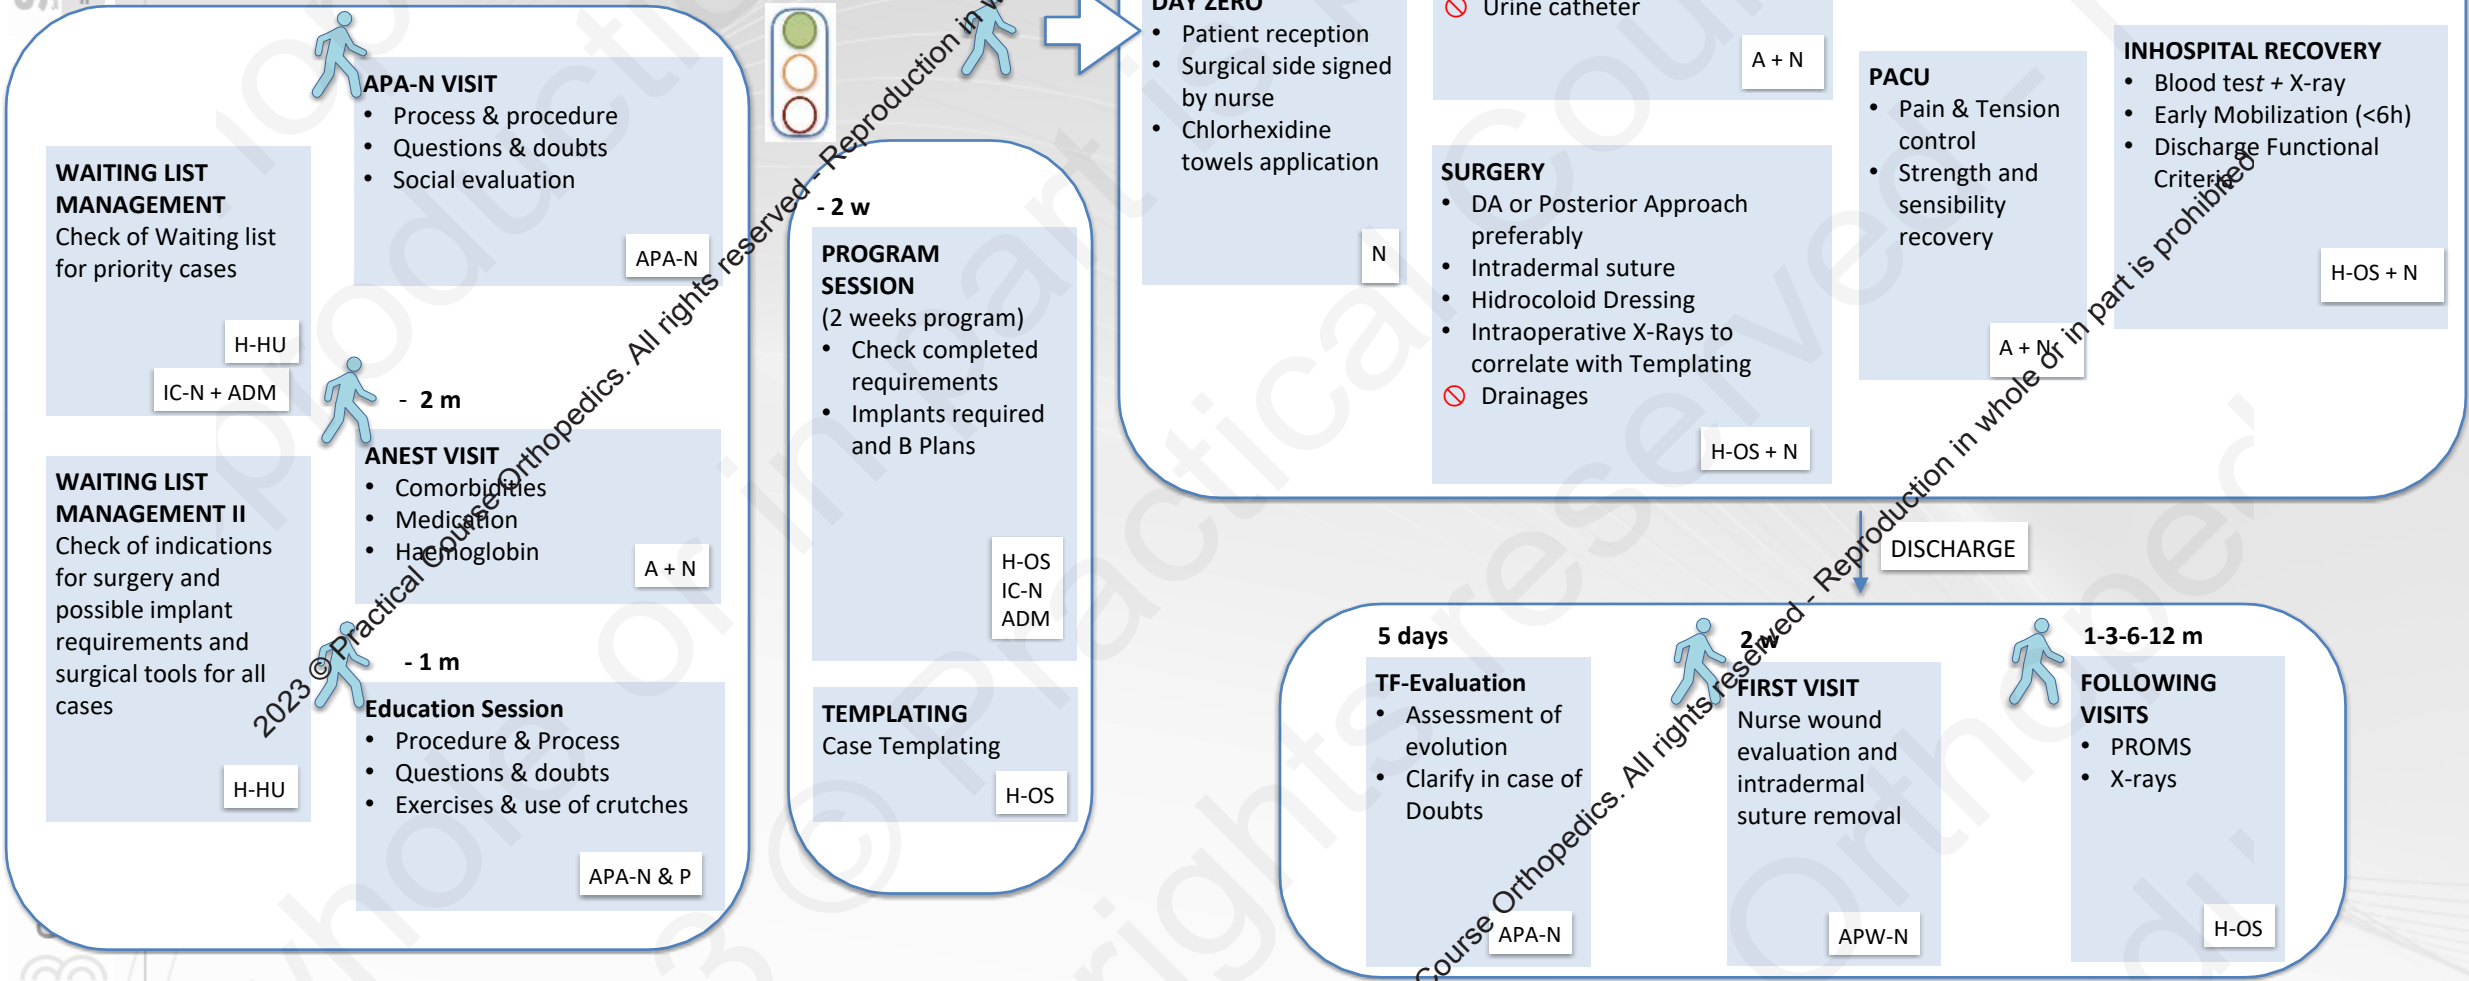 APA-N VISIT
• Process & procedure
• Questions & doubts
• Social evaluation
APA-N
WAITING LIST
MANAGEMENT
Check of Waiting list
for priority cases
H-HU
IC-N + ADM
- 2 m
ANEST VISIT
• Comorbidities
• Medication
• Haemoglobin
A + N
WAITING LIST
MANAGEMENT II
Check of indications
for surgery and
possible implant
requirements and
surgical tools for all
cases
H-HU
- 1 m
Education Session
• Procedure & Process
• Questions & doubts
• Exercises & use of crutches
APA-N & P
- 2 w
PROGRAM
SESSION
(2 weeks program)
• Check completed
requirements
• Implants required
and B Plans
H-OS
IC-N
ADM
TEMPLATING
Case Templating
H-OS
DAY ZERO
• Patient reception
• Surgical side signed
by nurse
• Chlorhexidine
towels application
N
Urine catheter
A + N
SURGERY
• DA or Posterior Approach
preferably
• Intradermal suture
• Hidrocoloid Dressing
• Intraoperative X-Rays to
correlate with Templating
Drainages
H-OS + N
PACU
• Pain & Tension
control
• Strength and
sensibility
recovery
A + N
INHOSPITAL RECOVERY
• Blood test + X-ray
• Early Mobilization (<6h)
• Discharge Functional
Criteria
H-OS + N
DISCHARGE
5 days
TF-Evaluation
• Assessment of
evolution
• Clarify in case of
Doubts
APA-N
2 w
FIRST VISIT
Nurse wound
evaluation and
intradermal
suture removal
APW-N
1-3-6-12 m
FOLLOWING
VISITS
• PROMS
• X-rays
H-OS
2023 © Practical Course Orthopedics. All rights reserved - Reproduction in w
Course Orthopedics. All rights reserved - Reproduction in whole or in part is prohibited